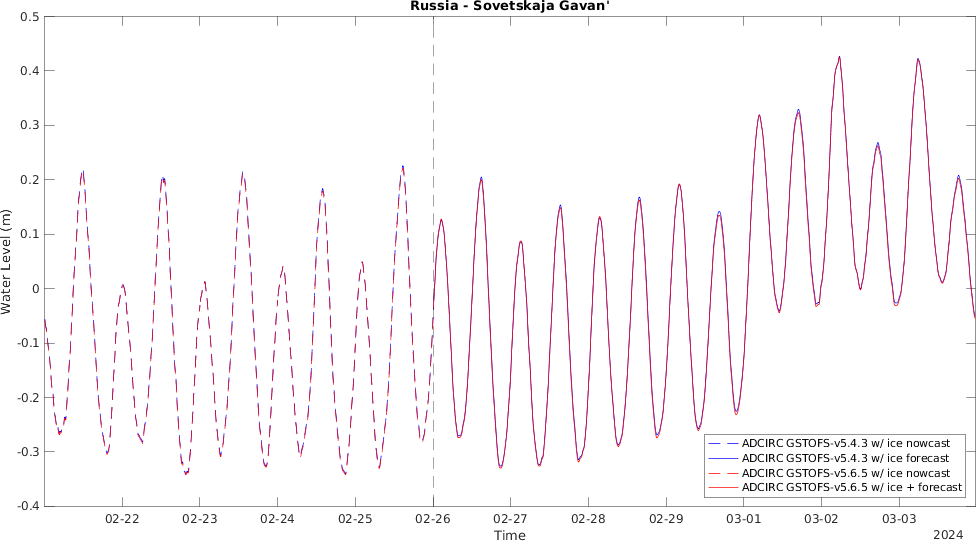 Russia - Sovetskaja Gavan'
Water Level (m)
0.5
0.4
0.3
0.2
0.1
0
-0.1
-0.2
-0.3
-0.4
ADCIRC GSTOFS-v5.4.3 w/ ice nowcast
ADCIRC GSTOFS-v5.4.3 w/ ice forecast
ADCIRC GSTOFS-v5.6.5 w/ ice nowcast
ADCIRC GSTOFS-v5.6.5 w/ ice + forecast
02-22 02-23 02-24 02-25 02-26 02-27 02-28 02-29 03-01 03-02 03-03
Time
2024